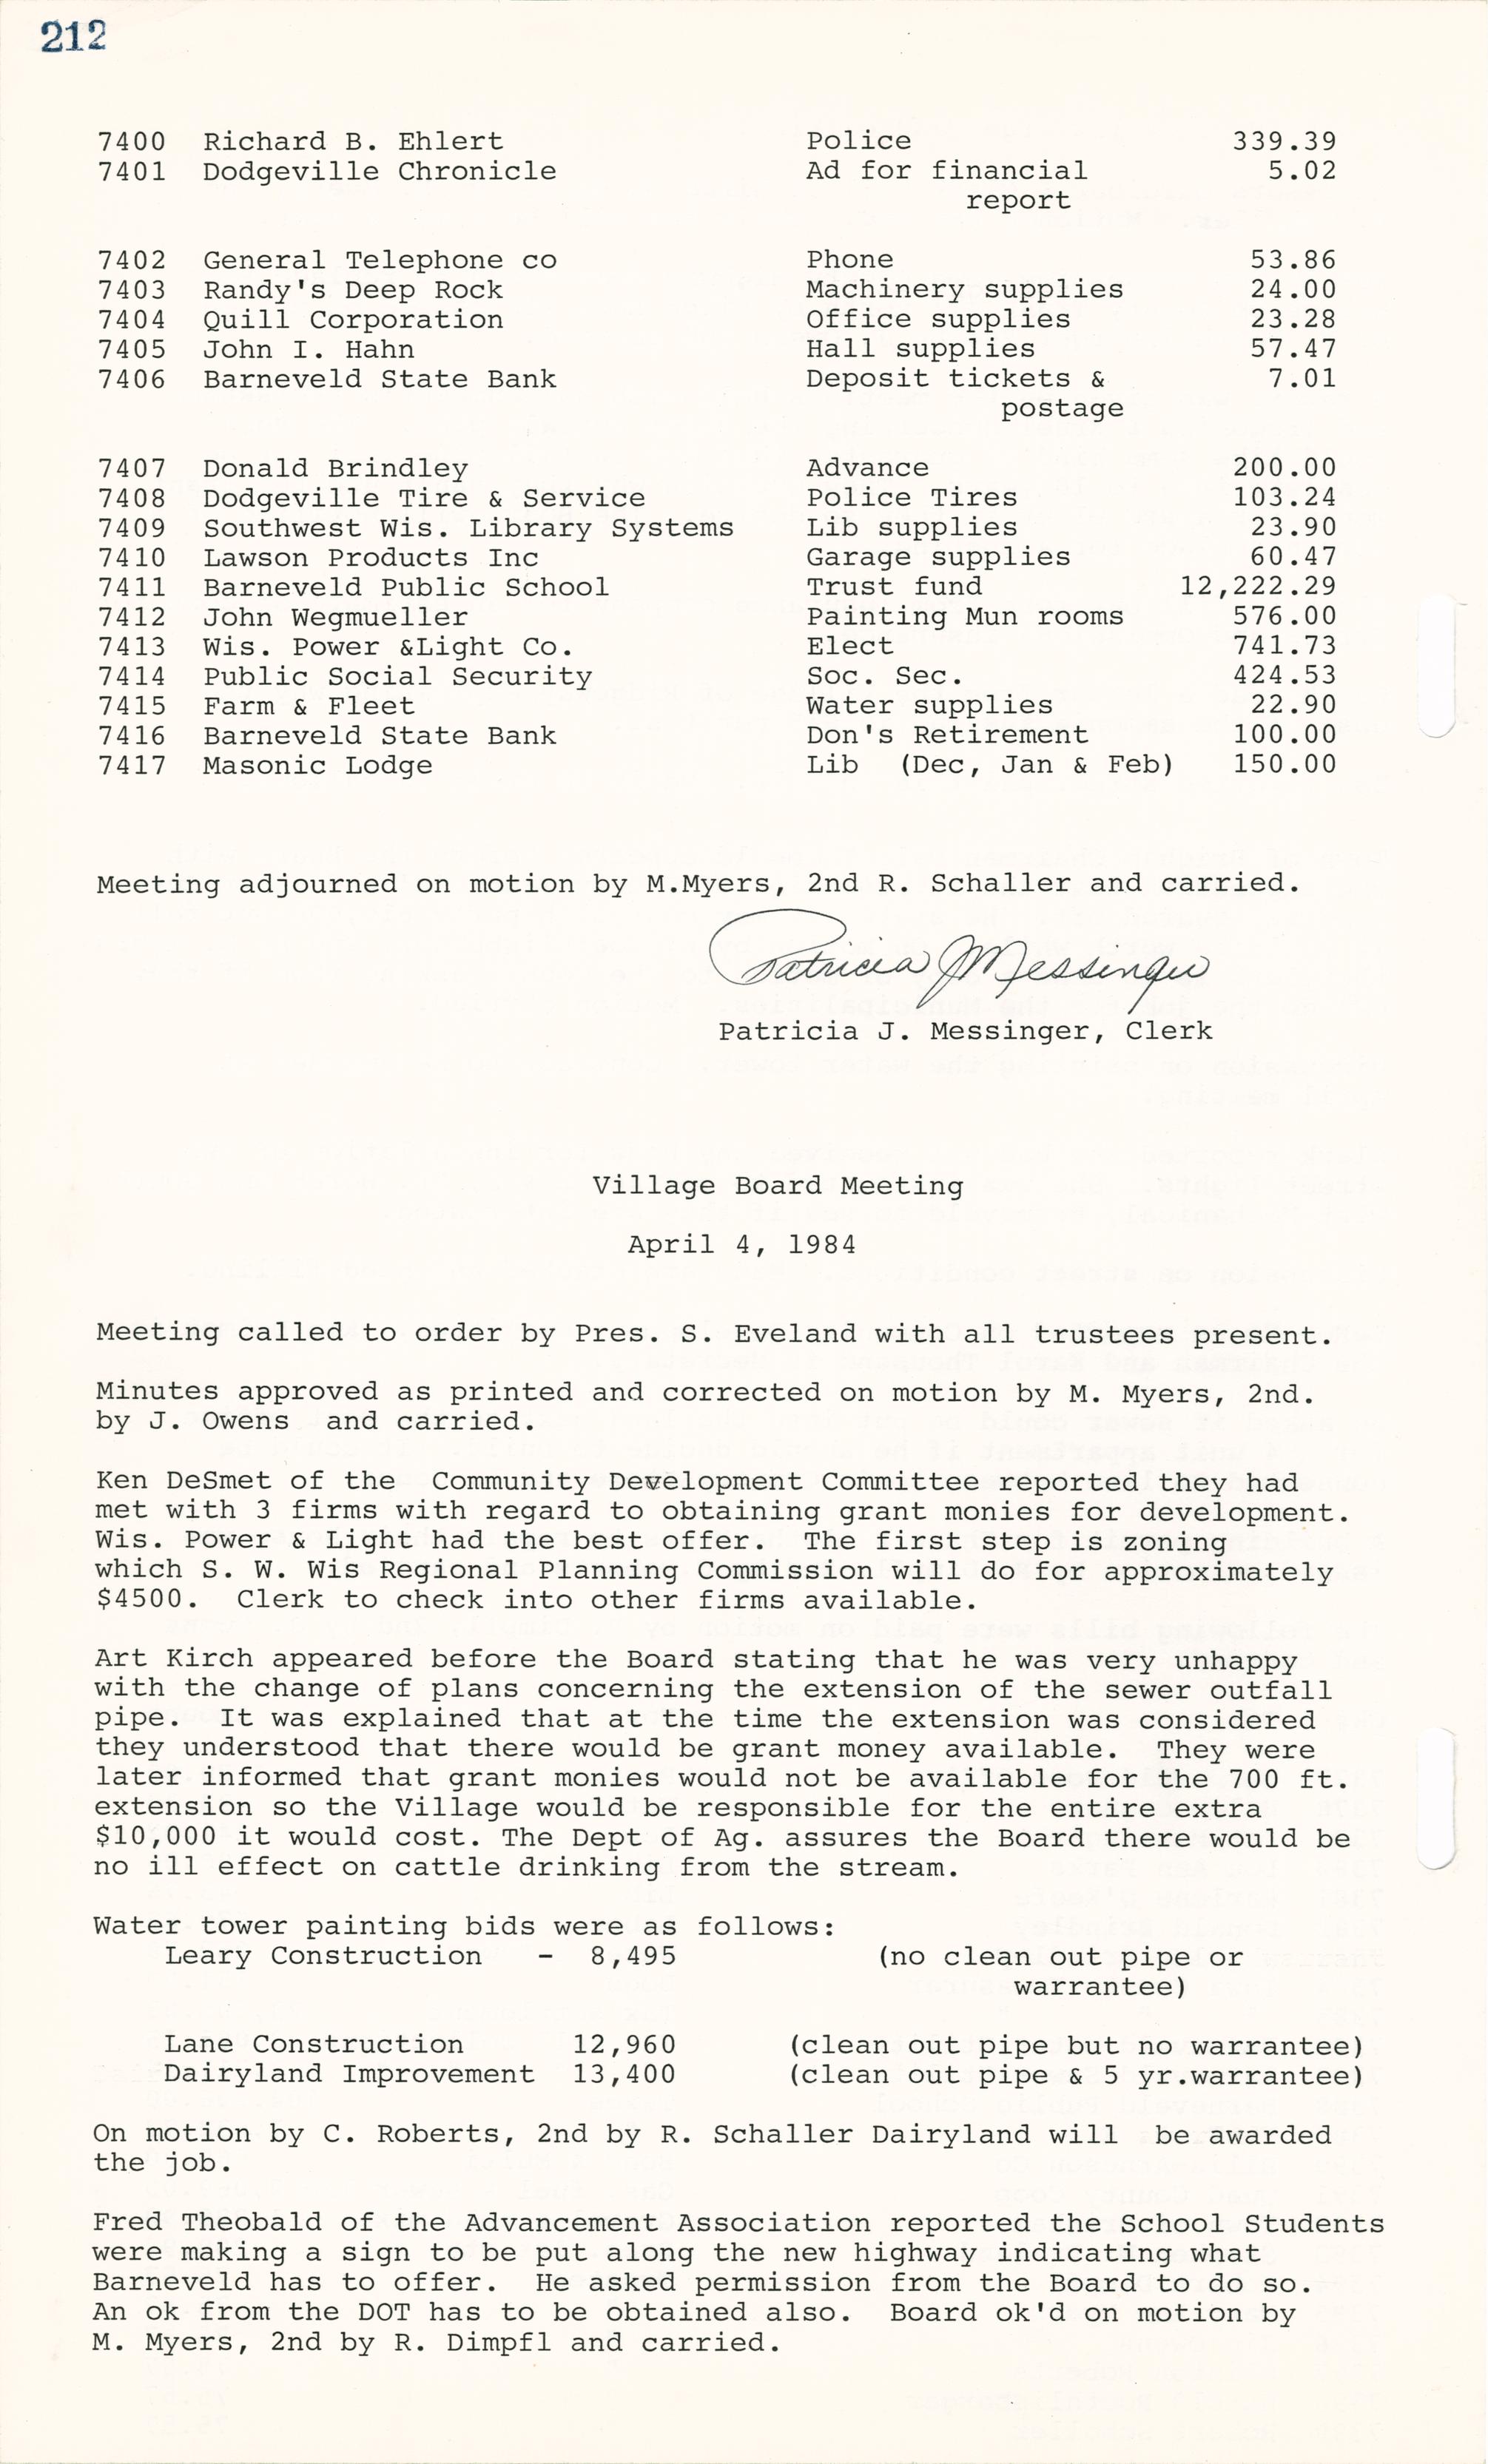 212
7400 Richard B. Ehlert Police 339.39
7401 Dodgeville Chronicle Ad for financial 5.02
report
7402 General Telephone co Phone 53.86
7403 Randy's Deep Rock Machinery supplies 24.00
7404 Quill Corporation Office supplies 23.28
7405 John I. Hahn Hall supplies 57.47
7406 Barneveld State Bank Deposit tickets & 7.01
postage
7407 Donald Brindley Advance 200.00
7408 Dodgeville Tire & Service Police Tires 103.24
7409 Southwest Wis. Library Systems Lib supplies 23.90
7410 Lawson Products Inc Garage supplies 60.47
7411 Barneveld Public School Trust fund 12,222.29
7412 John Wegmueller Painting Mun rooms 576.00
7413 Wis. Power &Light Co. Elect 741.73
7414 Public Social Security Soc. Sec. 424.53
7415 Farm & Fleet Water supplies 22.90
7416 Barneveld State Bank Don's Retirement 100.00
7417 Masonic Lodge Lib (Dec, Jan & Feb) 150.00
Meeting adjourned on motion by M.Myers, 2nd R. Schaller and carried.
Patricia J Messinger
Patricia J. Messinger, Clerk
Village Board Meeting
April 4, 1984
Meeting called to order by Pres. S. Eveland with all trustees present.
Minutes approved as printed and corrected on motion by M. Myers, 2nd.
by J. Owens and carried.
Ken DeSmet of the Community Development Committee reported they had
met with 3 firms with regard to obtaining grant monies for development.
Wis. Power & Light had the best offer. The first step is zoning
which S. W. Wis Regional Planning Commission will do for approximately
$4500. Clerk to check into other firms available.
Art Kirch appeared before the Board stating that he was very unhappy
with the change of plans concerning the extension of the sewer outfall
pipe. It was explained that at the time the extension was considered
they understood that there would be grant money available. They were
later informed that grant monies would not be available for the 700 ft.
extension so the Village would be responsible for the entire extra
$10,000 it would cost. The Dept of Ag. assures the Board there would be
no ill effect on cattle drinking from the stream.
Water tower painting bids were as follows:
Leary Construction - 8,495 (no clean out pipe or
warrantee)
Lane Construction 12,960 (clean out pipe but no warrantee)
Dairyland Improvement 13,400 (clean out pipe & 5 yr.warrantee)
On motion by C. Roberts, 2nd by R. Schaller Dairyland will be awarded
the job.
Fred Theobald of the Advancement Association reported the School Students
were making a sign to be put along the new highway indicating what
Barneveld has to offer. He asked permission from the Board to do so.
An ok from the DOT has to be obtained also. Board ok'd on motion by
M. Myers, 2nd by R. Dimpfl and carried.